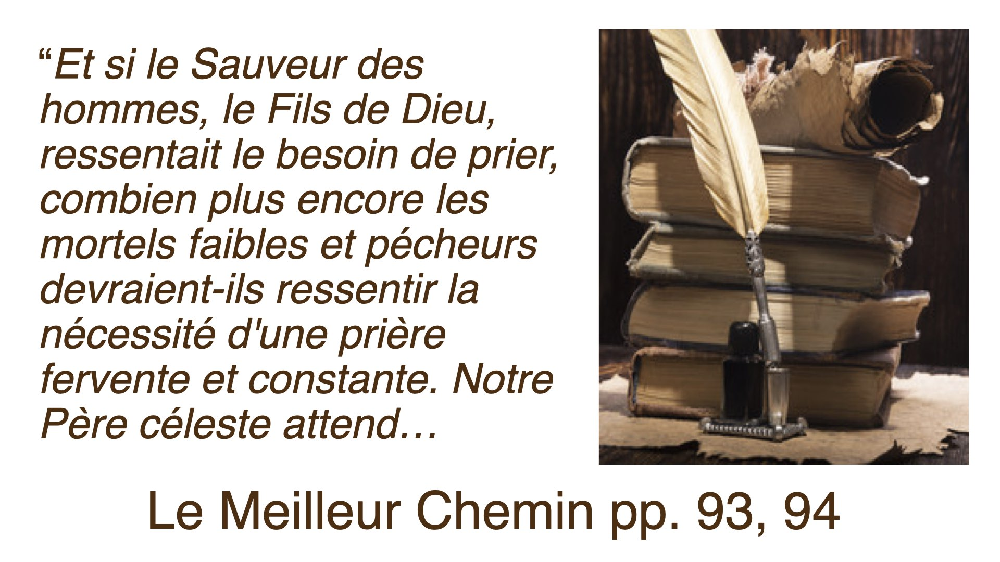 “Et si le Sauveur des
hommes, le Fils de Dieu,
ressentait le besoin de prier,
combien plus encore les
mortels faibles et pécheurs
devraient-ils ressentir la
nécessité d'une prière
fervente et constante. Notre
Père céleste attend…
Le Meilleur Chemin pp. 93, 94